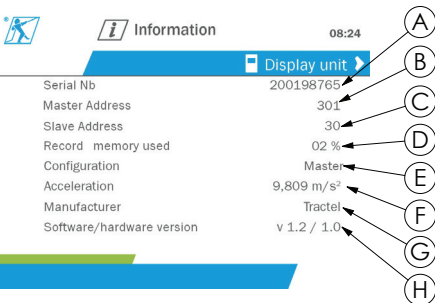 i Information 08:24 A
Display unit B
Serial Nb 200198765
Master Address 301
Slave Address 30 C
Record memory used 02 % D
Configuration Master E
Acceleration 9,809 m/s² F
Manufacturer Tractel G
Software/hardware version v 1.2 / 1.0 H